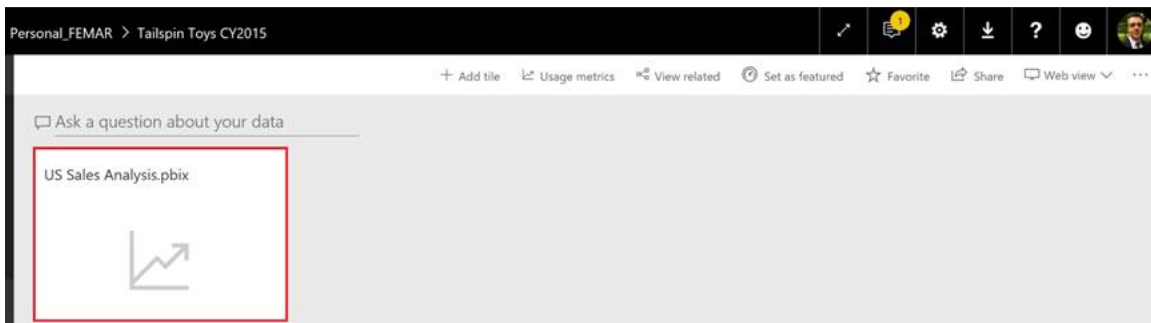 Personal_FEMAR > Tailspin Toys CY2015
1
?
+ Add tile Usage metrics View related Set as featured Favorite Share Web view ...
Ask a question about your data
US Sales Analysis.pbix